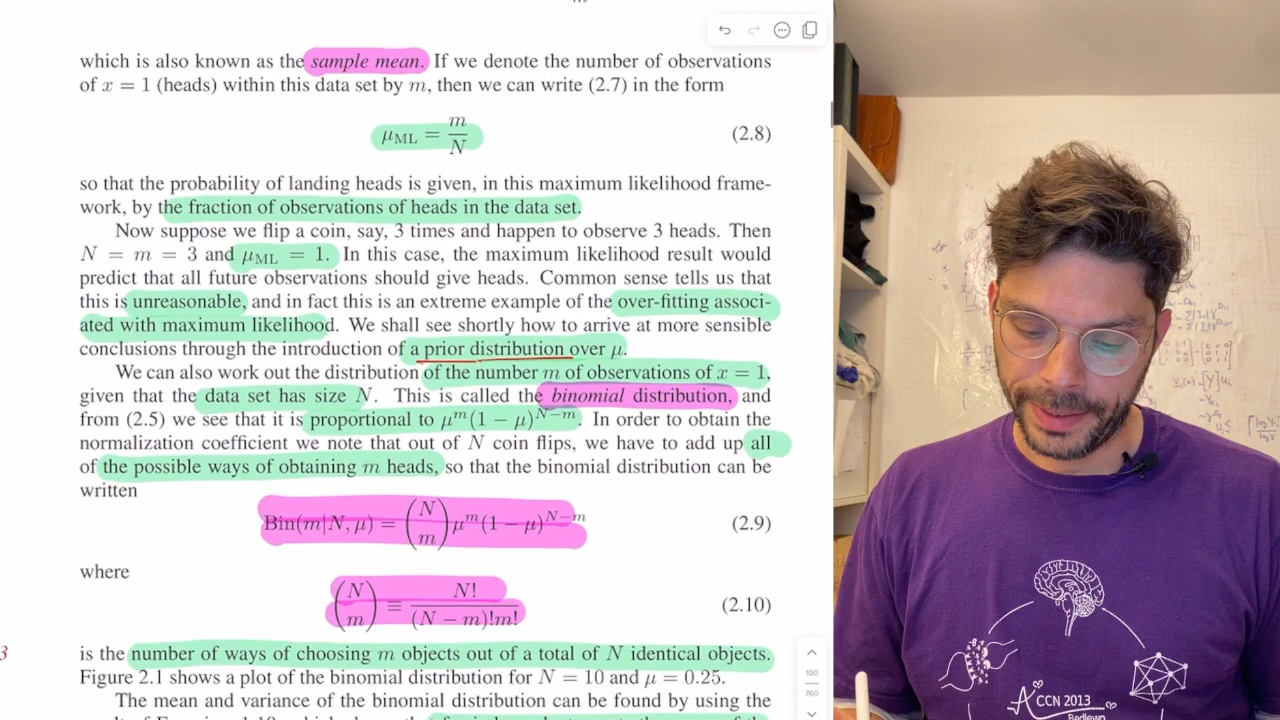 which is also known as the sample mean. If we denote the number of observations
of x = 1 (heads) within this data set by m, then we can write (2.7) in the form
μML = m/N (2.8)
so that the probability of landing heads is given, in this maximum likelihood frame-
work, by the fraction of observations of heads in the data set.
Now suppose we flip a coin, say, 3 times and happen to observe 3 heads. Then
N = m = 3 and μML = 1. In this case, the maximum likelihood result would
predict that all future observations should give heads. Common sense tells us that
this is unreasonable, and in fact this is an extreme example of the over-fitting associ-
ated with maximum likelihood. We shall see shortly how to arrive at more sensible
conclusions through the introduction of a prior distribution over μ.
We can also work out the distribution of the number m of observations of x = 1,
given that the data set has size N. This is called the binomial distribution, and
from (2.5) we see that it is proportional to μ^m(1 − μ)^{N−m}. In order to obtain the
normalization coefficient we note that out of N coin flips, we have to add up all
of the possible ways of obtaining m heads, so that the binomial distribution can be
written
Bin(m|N, μ) = (N m) μ^m(1 − μ)^{N−m} (2.9)
where
(N m) ≡ N!/(N − m)!m! (2.10)
3
is the number of ways of choosing m objects out of a total of N identical objects.
Figure 2.1 shows a plot of the binomial distribution for N = 10 and μ = 0.25.
The mean and variance of the binomial distribution can be found by using the
100
760
CCN 2013
Bedlewo